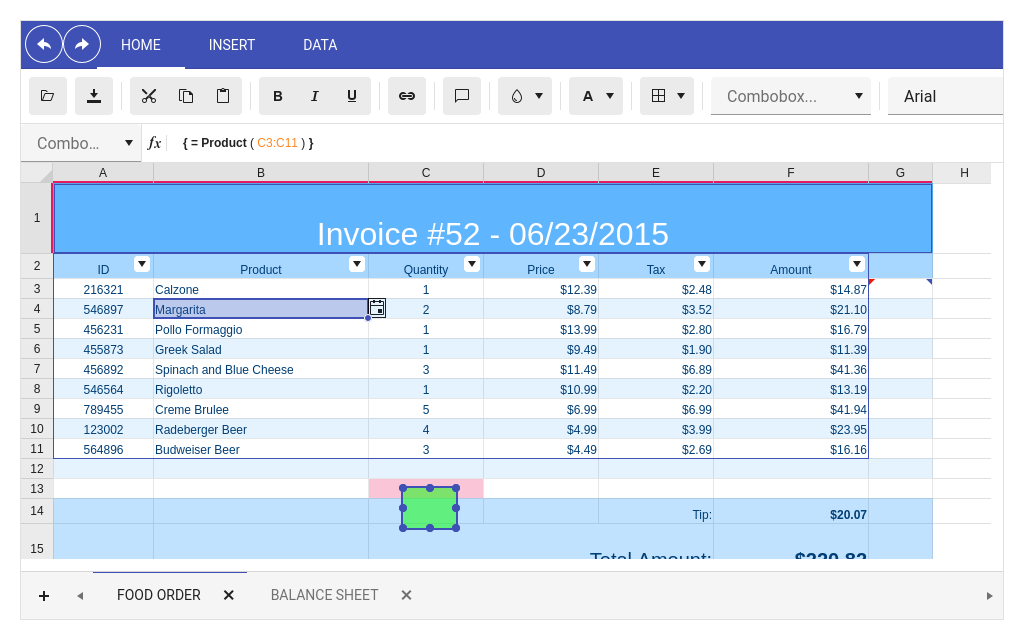 HOME INSERT DATA
B I U A Combobox... Arial
Combo... fx { = Product ( C3:C11 ) }
A B C D E F G H
1 Invoice #52 - 06/23/2015
2 ID Product Quantity Price Tax Amount
3 216321 Calzone 1 $12.39 $2.48 $14.87
4 546897 Margarita 2 $8.79 $3.52 $21.10
5 456231 Pollo Formaggio 1 $13.99 $2.80 $16.79
6 455873 Greek Salad 1 $9.49 $1.90 $11.39
7 456892 Spinach and Blue Cheese 3 $11.49 $6.89 $41.36
8 546564 Rigoletto 1 $10.99 $2.20 $13.19
9 789455 Creme Brulee 5 $6.99 $6.99 $41.94
10 123002 Radeberger Beer 4 $4.99 $3.99 $23.95
11 564896 Budweiser Beer 3 $4.49 $2.69 $16.16
12
13
14 Tip: $20.07
15 Total Amount: $220.82
FOOD ORDER BALANCE SHEET